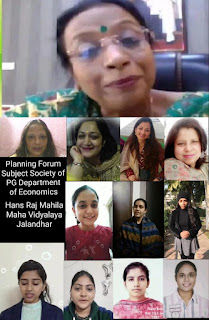 Planning Forum
Subject Society of
PG Department
of Economics
Hans Raj Mahila
Maha Vidyalaya
Jalandhar